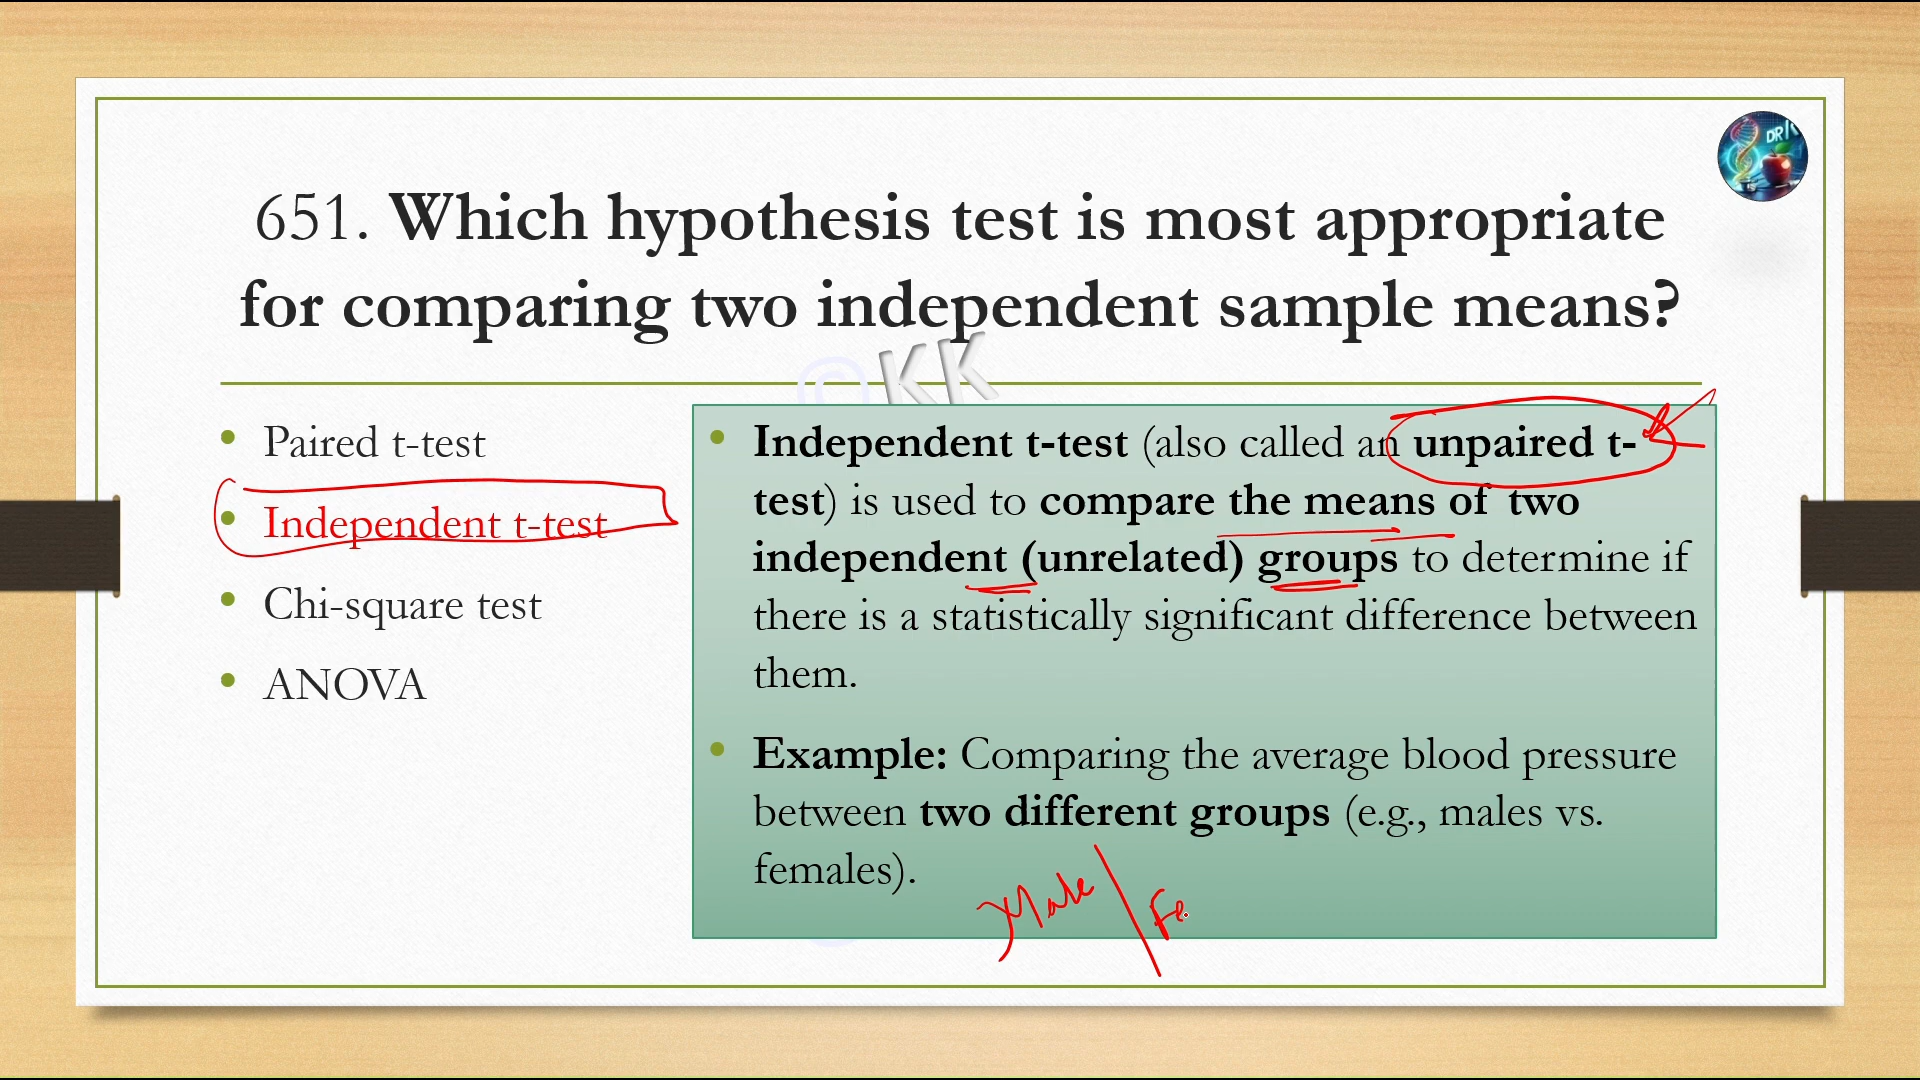 DR K
651. Which hypothesis test is most appropriate
for comparing two independent sample means?
©KK
• Paired t-test
• Independent t-test
• Chi-square test
• ANOVA
• Independent t-test (also called an unpaired t-
test) is used to compare the means of two
independent (unrelated) groups to determine if
there is a statistically significant difference between
them.
• Example: Comparing the average blood pressure
between two different groups (e.g., males vs.
females).
Male / Fe